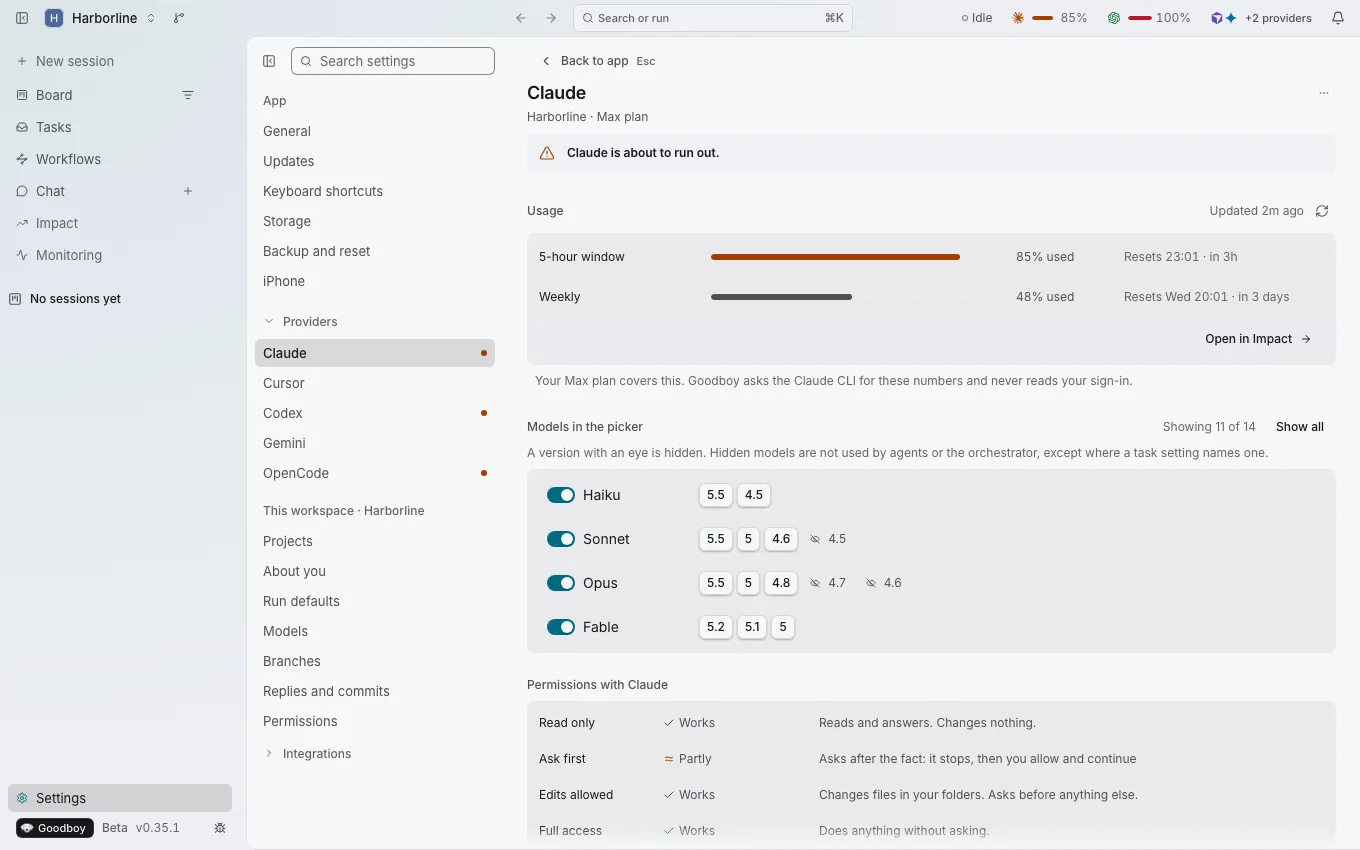 H Harborline
Search or run ⌘K
Idle 85% 100% +2 providers
New session
Board
Tasks
Workflows
Chat
Impact
Monitoring
No sessions yet
Settings
Goodboy Beta v0.35.1
Search settings
App
General
Updates
Keyboard shortcuts
Storage
Backup and reset
iPhone
Providers
Claude
Cursor
Codex
Gemini
OpenCode
This workspace · Harborline
Projects
About you
Run defaults
Models
Branches
Replies and commits
Permissions
Integrations
Back to app Esc
Claude
Harborline · Max plan
Claude is about to run out.
Usage Updated 2m ago
5-hour window 85% used Resets 23:01 · in 3h
Weekly 48% used Resets Wed 20:01 · in 3 days
Open in Impact
Your Max plan covers this. Goodboy asks the Claude CLI for these numbers and never reads your sign-in.
Models in the picker Showing 11 of 14 Show all
A version with an eye is hidden. Hidden models are not used by agents or the orchestrator, except where a task setting names one.
Haiku 5.5 4.5
Sonnet 5.5 5 4.6 4.5
Opus 5.5 5 4.8 4.7 4.6
Fable 5.2 5.1 5
Permissions with Claude
Read only Works Reads and answers. Changes nothing.
Ask first Partly Asks after the fact: it stops, then you allow and continue
Edits allowed Works Changes files in your folders. Asks before anything else.
Full access Works Does anything without asking.